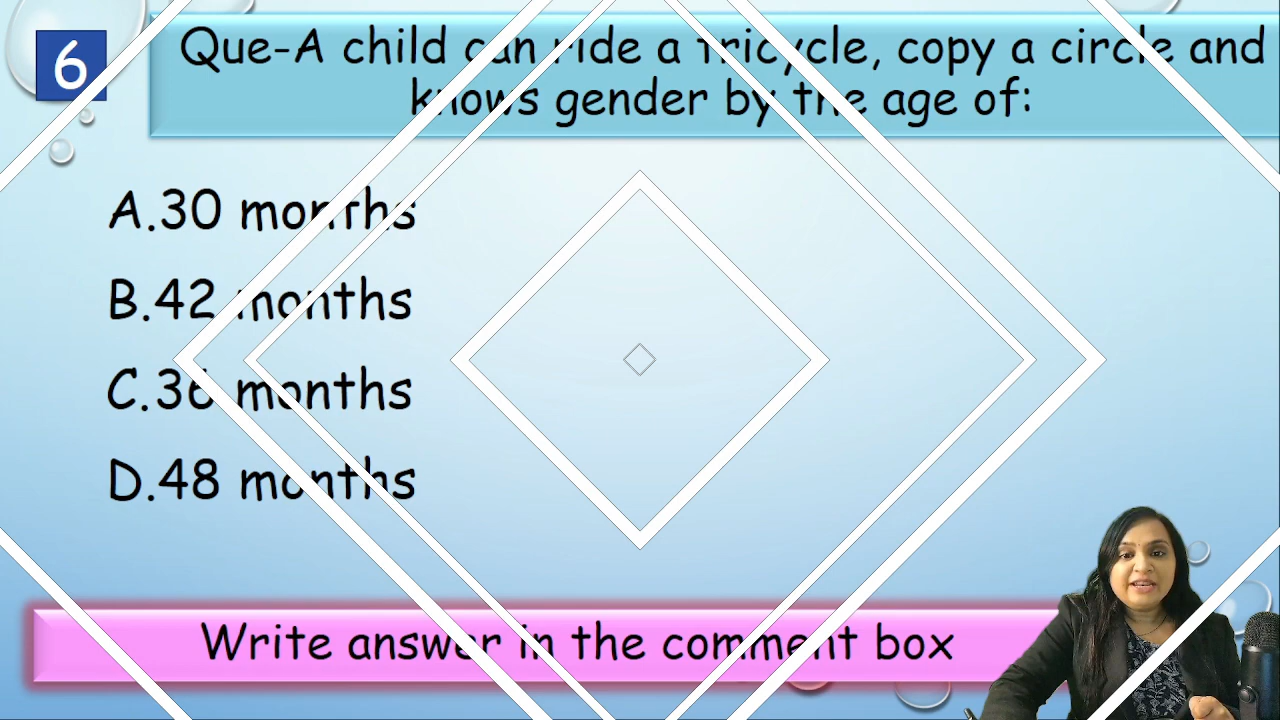 6
Que-A child can ride a tricycle, copy a circle and
knows gender by the age of:
A.30 months
B.42 months
C.36 months
D.48 months
Write answer in the comment box